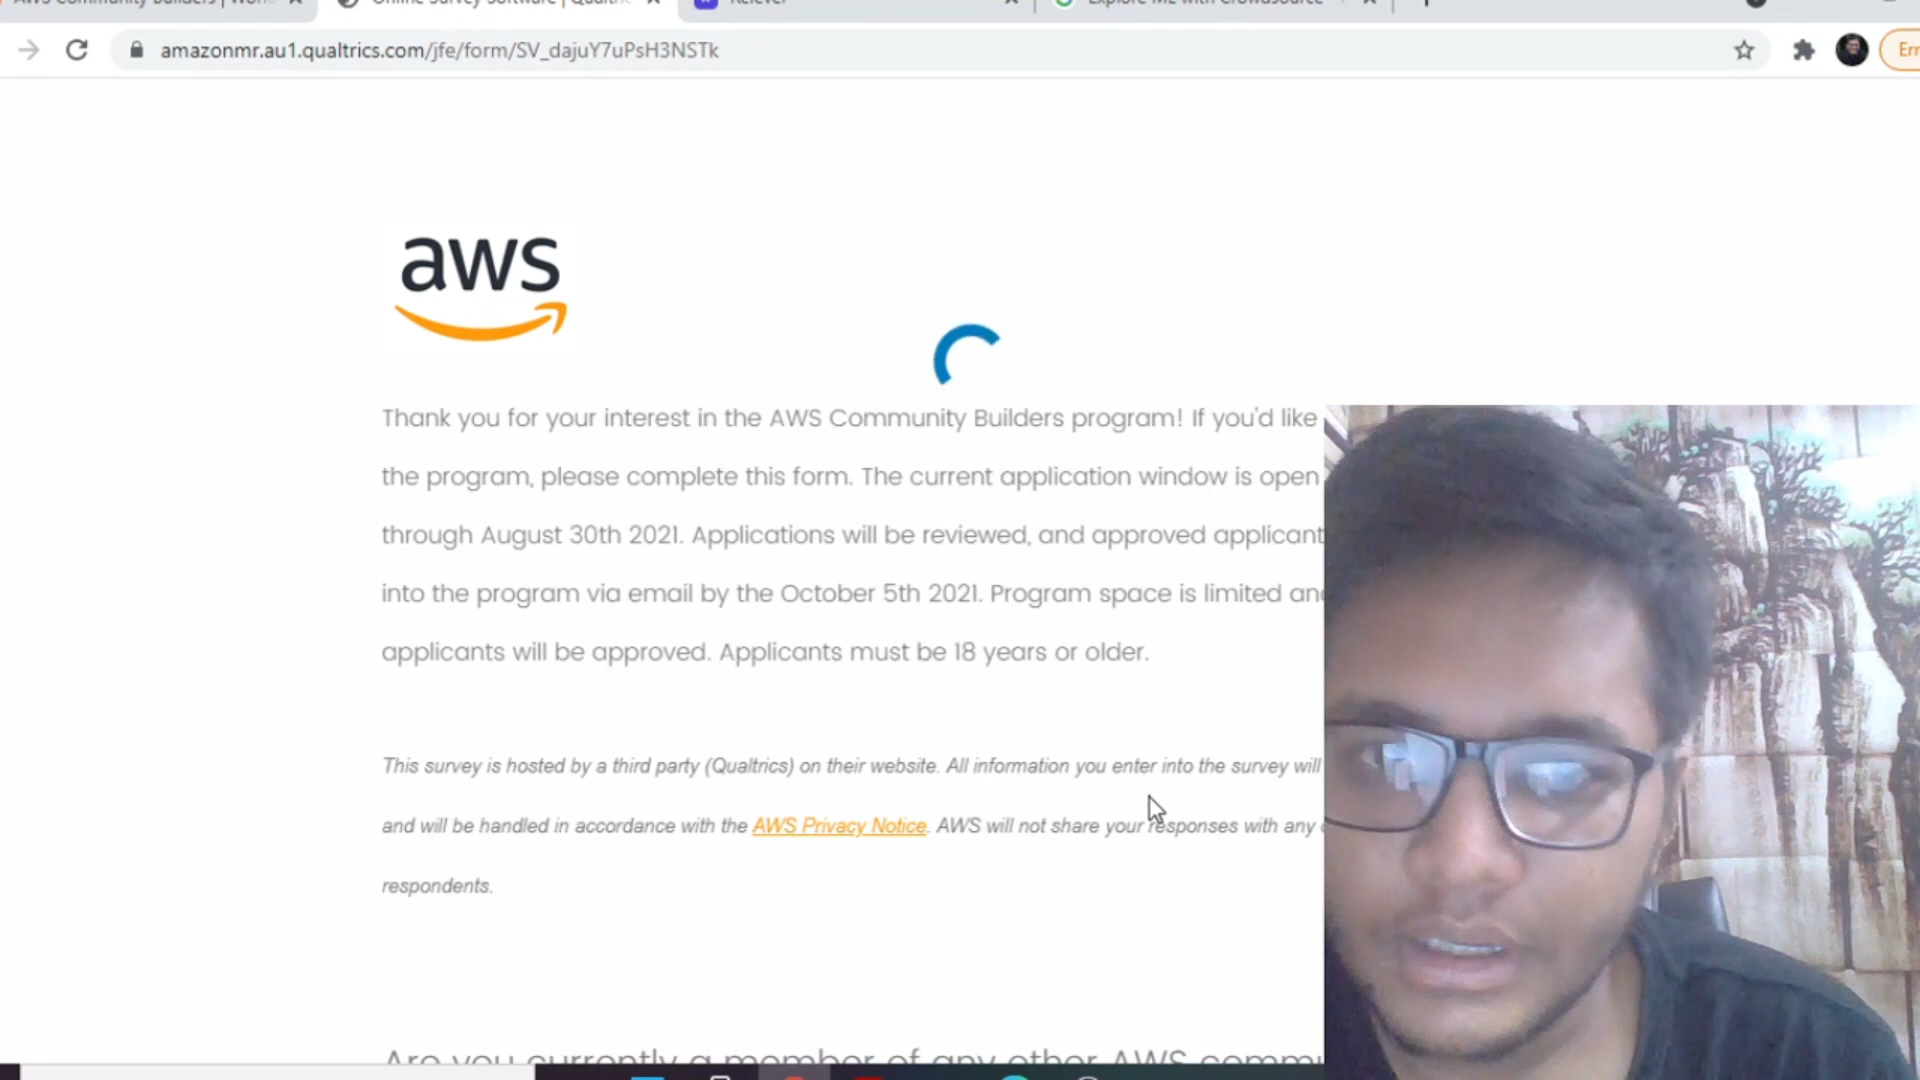 AWS Community Builders | World
Online Survey Software | Qualtric
Relevel
Explore ML with Crowdsource
amazonmr.au1.qualtrics.com/jfe/form/SV_dajuY7uPsH3NSTk
Err
aws
Thank you for your interest in the AWS Community Builders program! If you'd like
the program, please complete this form. The current application window is open
through August 30th 2021. Applications will be reviewed, and approved applicant
into the program via email by the October 5th 2021. Program space is limited and
applicants will be approved. Applicants must be 18 years or older.
This survey is hosted by a third party (Qualtrics) on their website. All information you enter into the survey will
and will be handled in accordance with the AWS Privacy Notice. AWS will not share your responses with any
respondents.
Are you currently a member of any other AWS commu